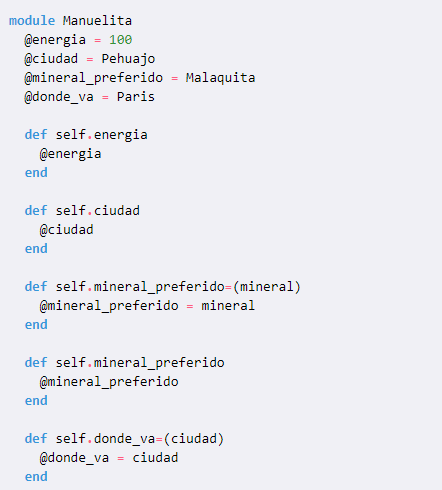 module Manuelita
  @energia = 100
  @ciudad = Pehuajo
  @mineral_preferido = Malaquita
  @donde_va = Paris
  def self.energia
    @energia
  end
  def self.ciudad
    @ciudad
  end
  def self.mineral_preferido=(mineral)
    @mineral_preferido = mineral
  end
  def self.mineral_preferido
    @mineral_preferido
  end
  def self.donde_va=(ciudad)
    @donde_va = ciudad
  end